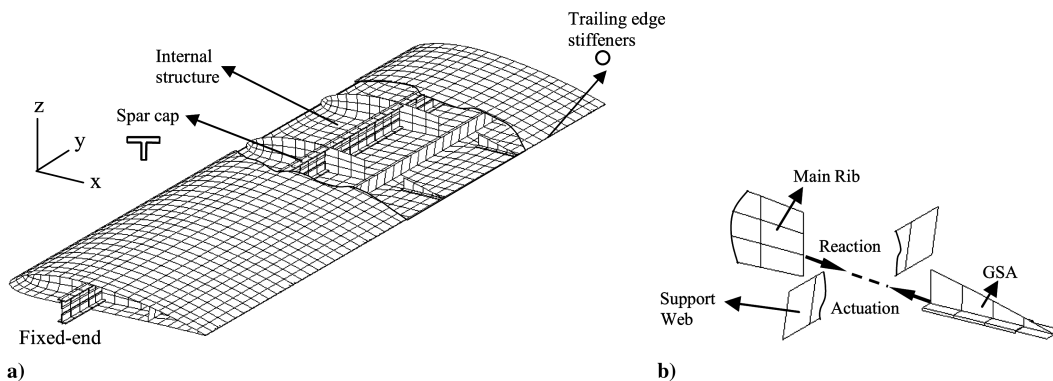 Trailing edge
stiffeners
Internal
structure
Spar cap
z
y
x
Fixed-end
a)
Main Rib
Reaction
GSA
Support
Web
Actuation
b)